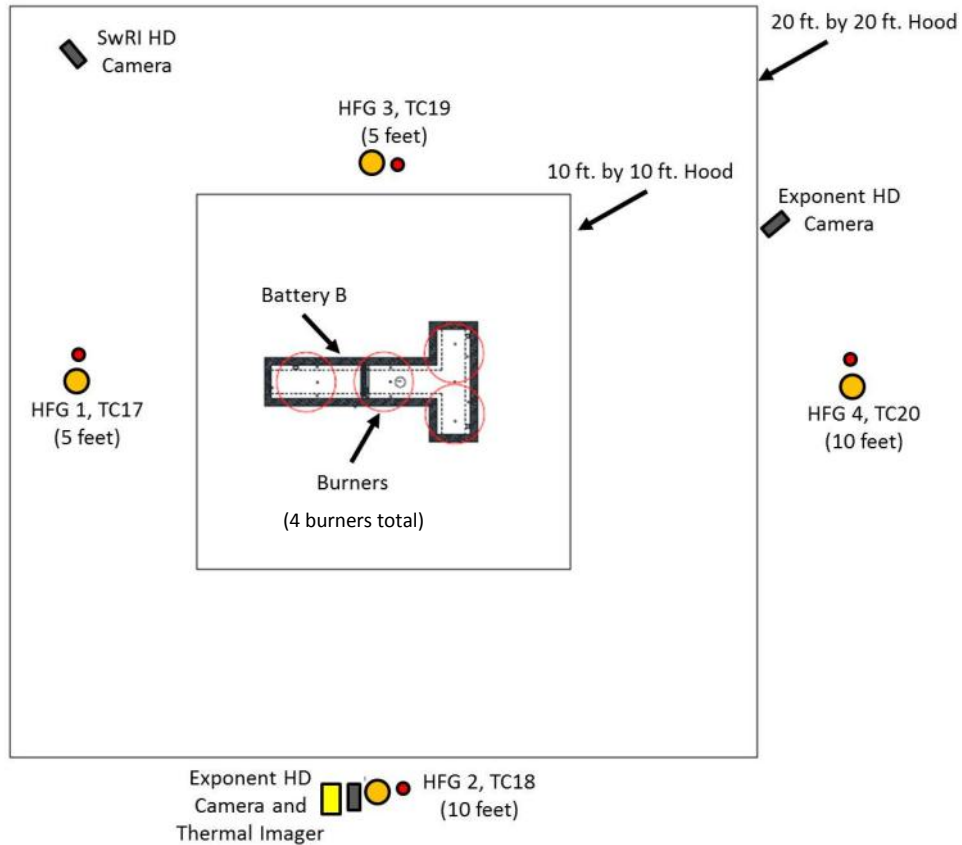 20 ft. by 20 ft. Hood
SwRI HD
Camera
HFG 3, TC19
(5 feet)
10 ft. by 10 ft. Hood
Exponent HD
Camera
Battery B
HFG 1, TC17
(5 feet)
HFG 4, TC20
(10 feet)
Burners
(4 burners total)
Exponent HD
Camera and
Thermal Imager
HFG 2, TC18
(10 feet)